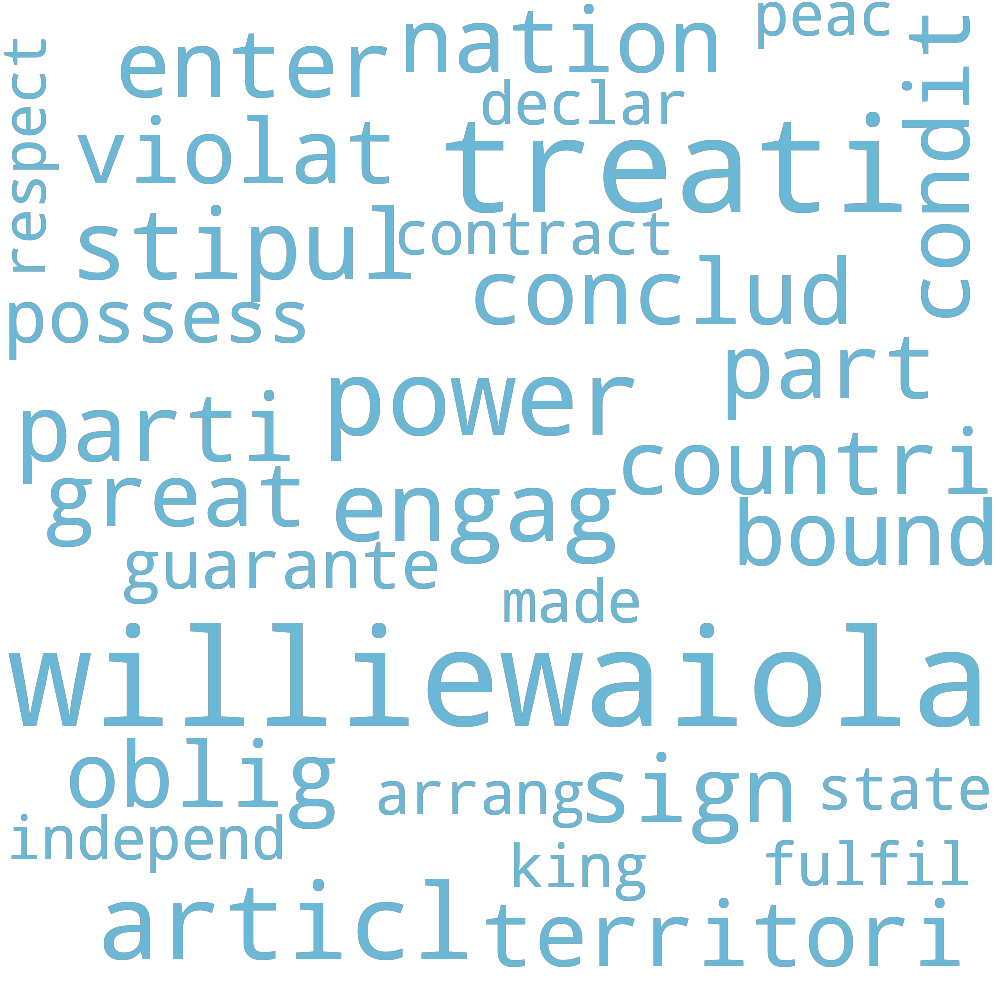 peac
nation
enter
respect
condit
declar
violat
treati
stipul
contract
conclud
possess
part
power
parti
countri
great
engag
bound
guarante
made
williewaiola
oblig
arrang
sign
state
independ
king
fulfil
articl
territori